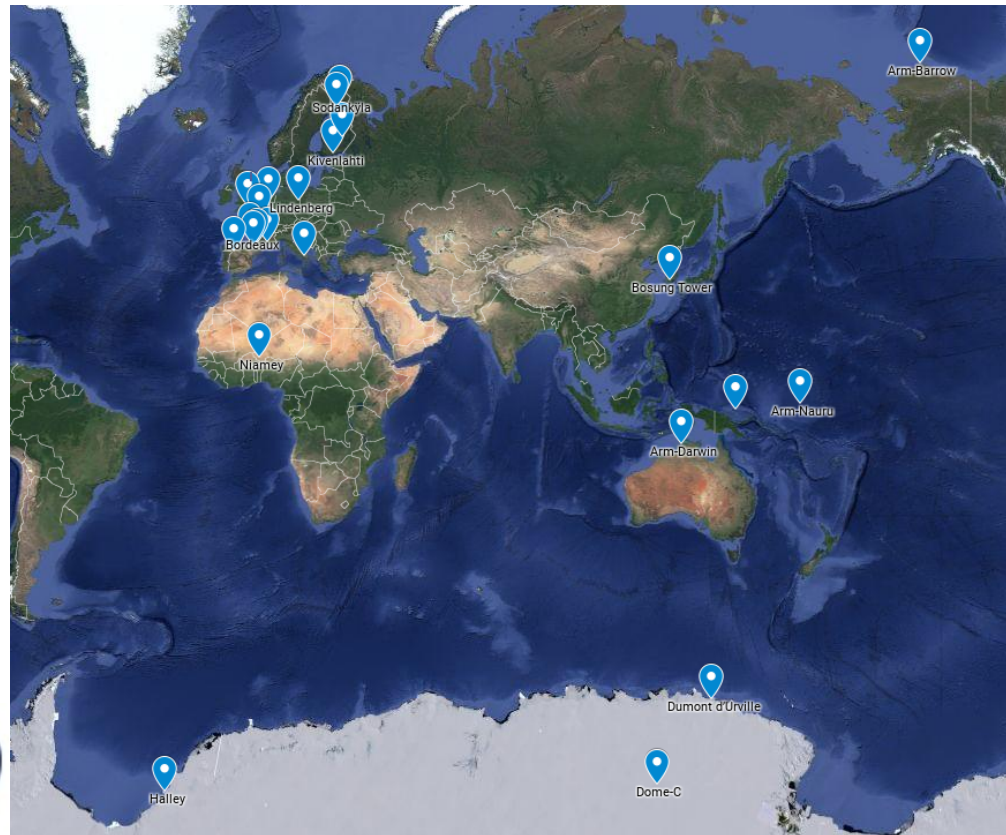 Arm-Barrow
Sodankyla
Kivenlahti
Lindenberg
Bordeaux
Bosung Tower
Niamey
Arm-Nauru
Arm-Darwin
Dumont d'Urville
Dome-C
Halley